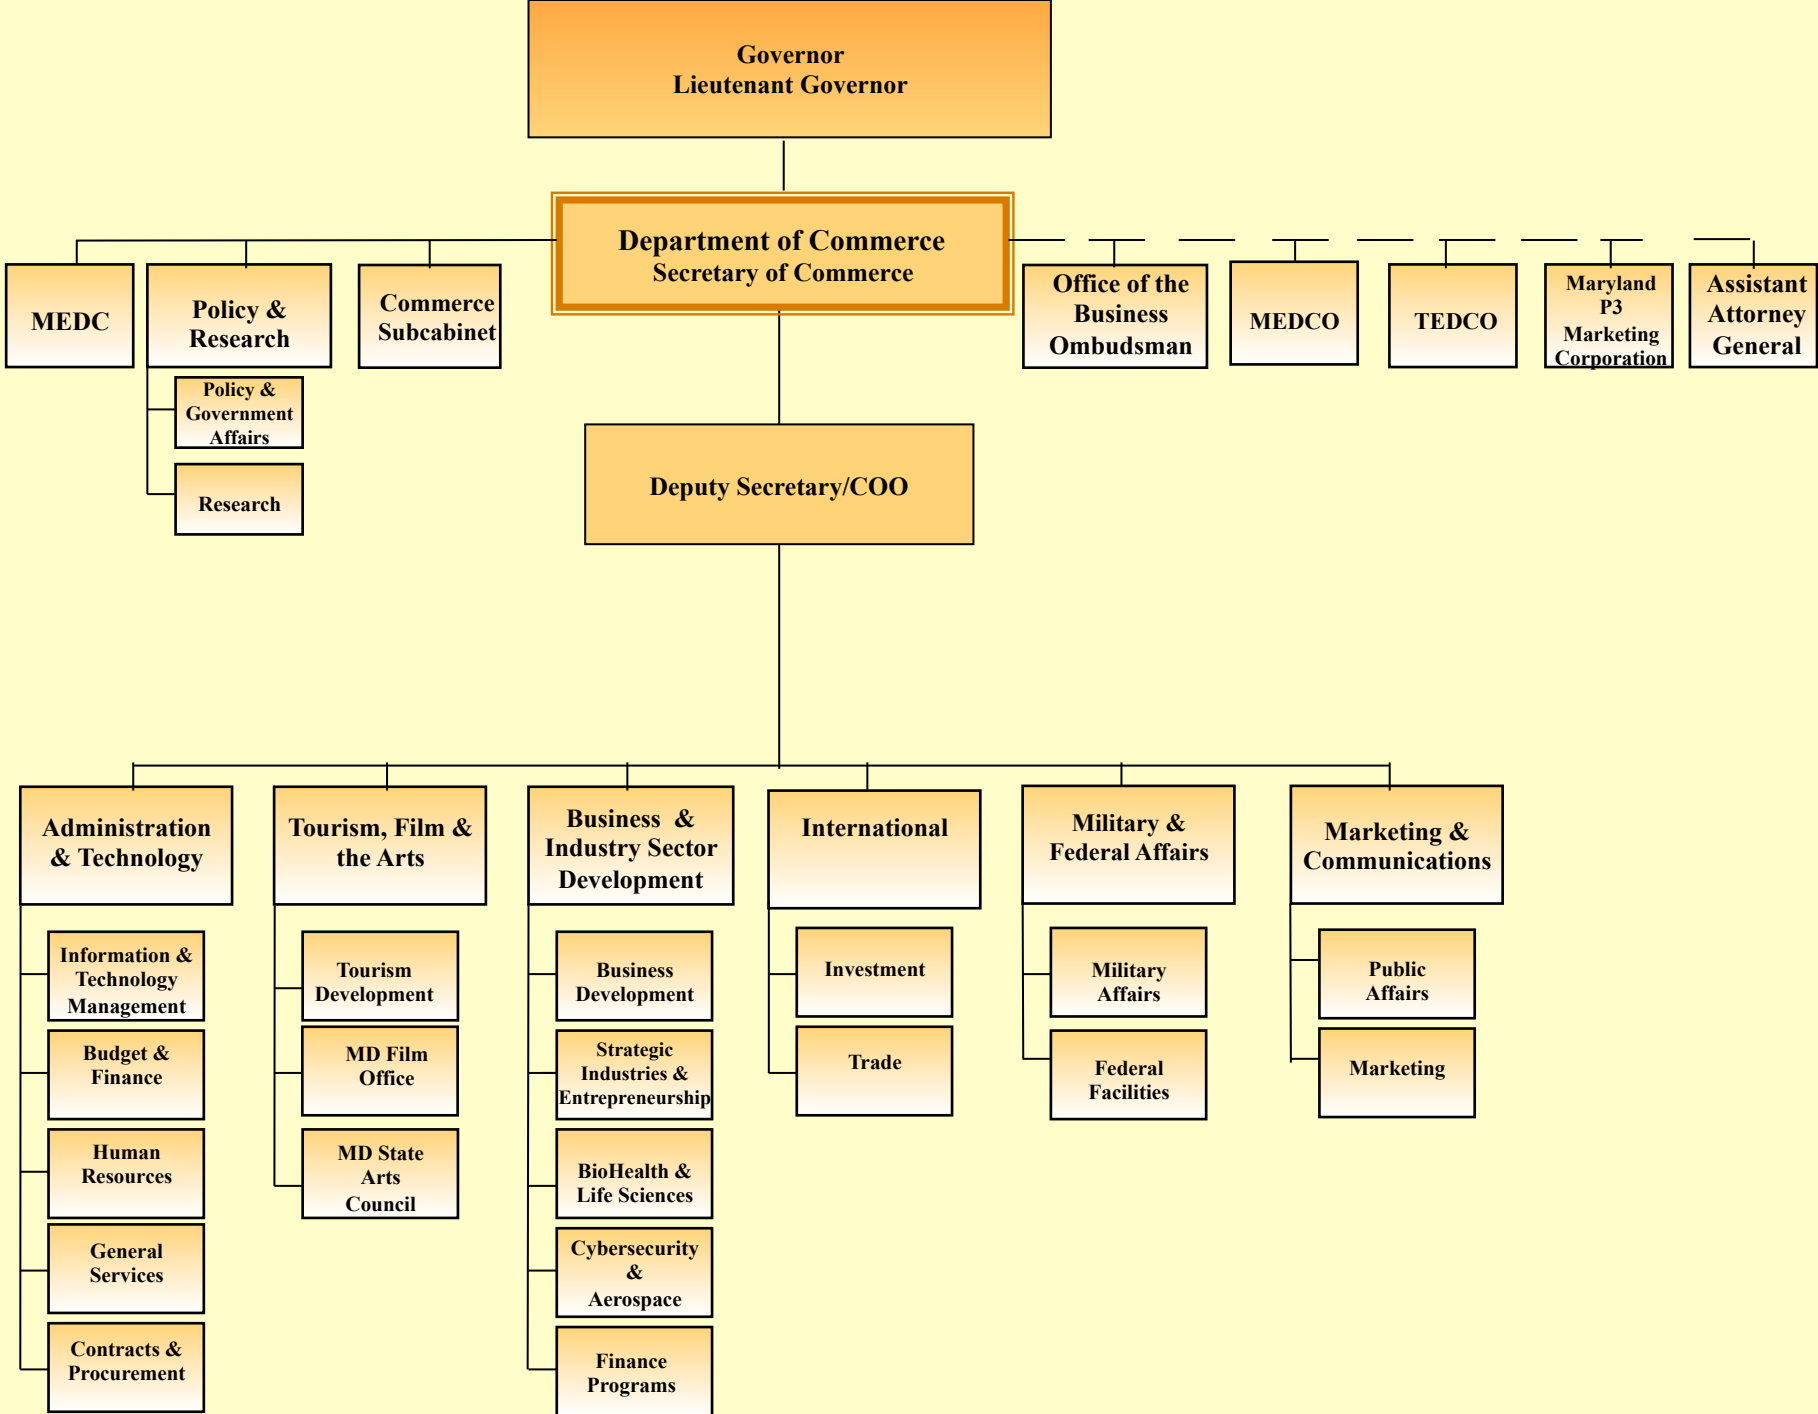 Governor
Lieutenant Governor
Department of Commerce
Secretary of Commerce
MEDC
Policy &
Research
Commerce
Subcabinet
Office of the
Business
Ombudsman
MEDCO
TEDCO
Maryland
P3
Marketing
Corporation
Assistant
Attorney
General
Policy &
Government
Affairs
Research
Deputy Secretary/COO
Administration
& Technology
Tourism, Film &
the Arts
Business &
Industry Sector
Development
International
Military &
Federal Affairs
Marketing &
Communications
Information &
Technology
Management
Budget &
Finance
Human
Resources
General
Services
Contracts &
Procurement
Tourism
Development
MD Film
Office
MD State
Arts
Council
Business
Development
Strategic
Industries &
Entrepreneurship
BioHealth &
Life Sciences
Cybersecurity
&
Aerospace
Finance
Programs
Investment
Trade
Military
Affairs
Federal
Facilities
Public
Affairs
Marketing